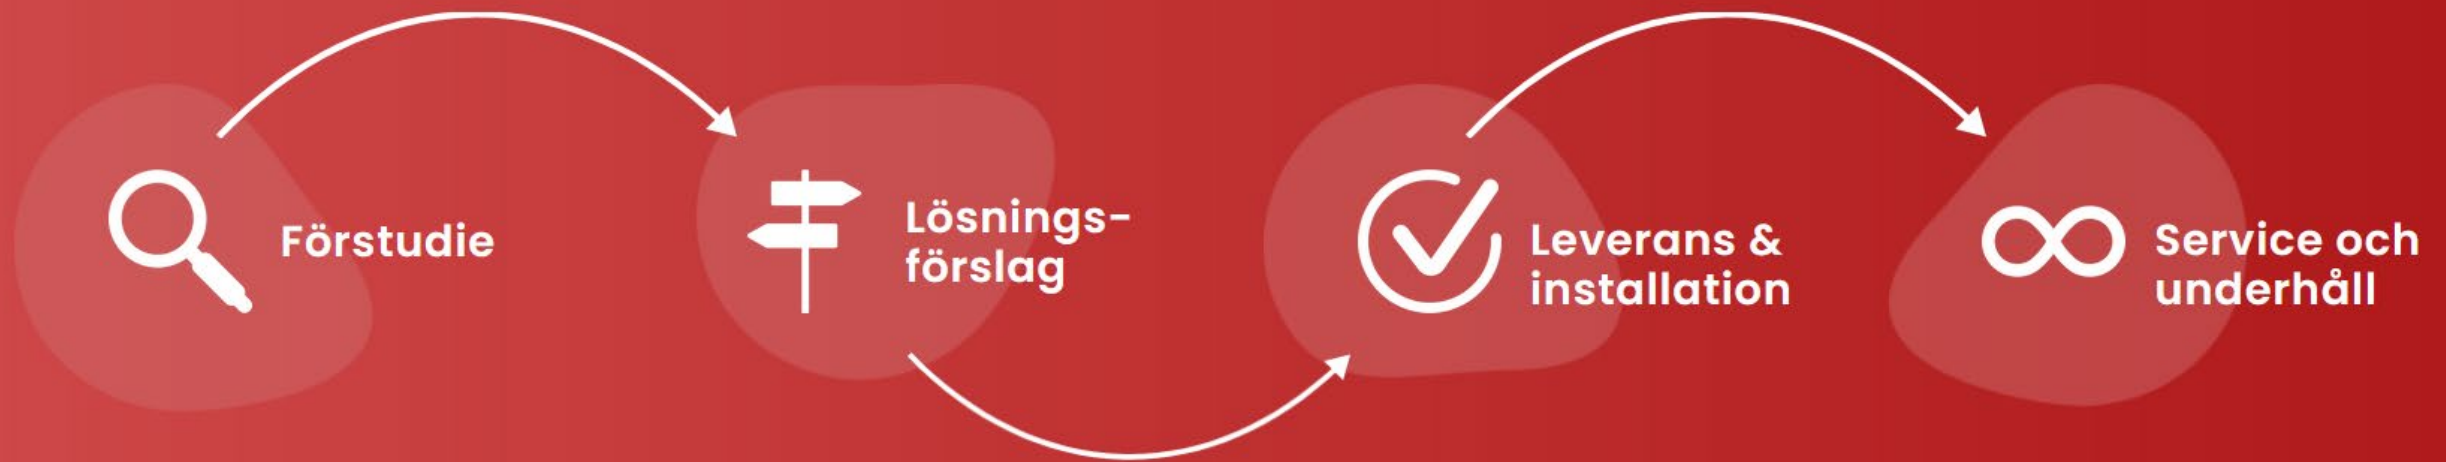 Förstudie
Lösnings-
förslag
Leverans &
installation
Service och
underhåll